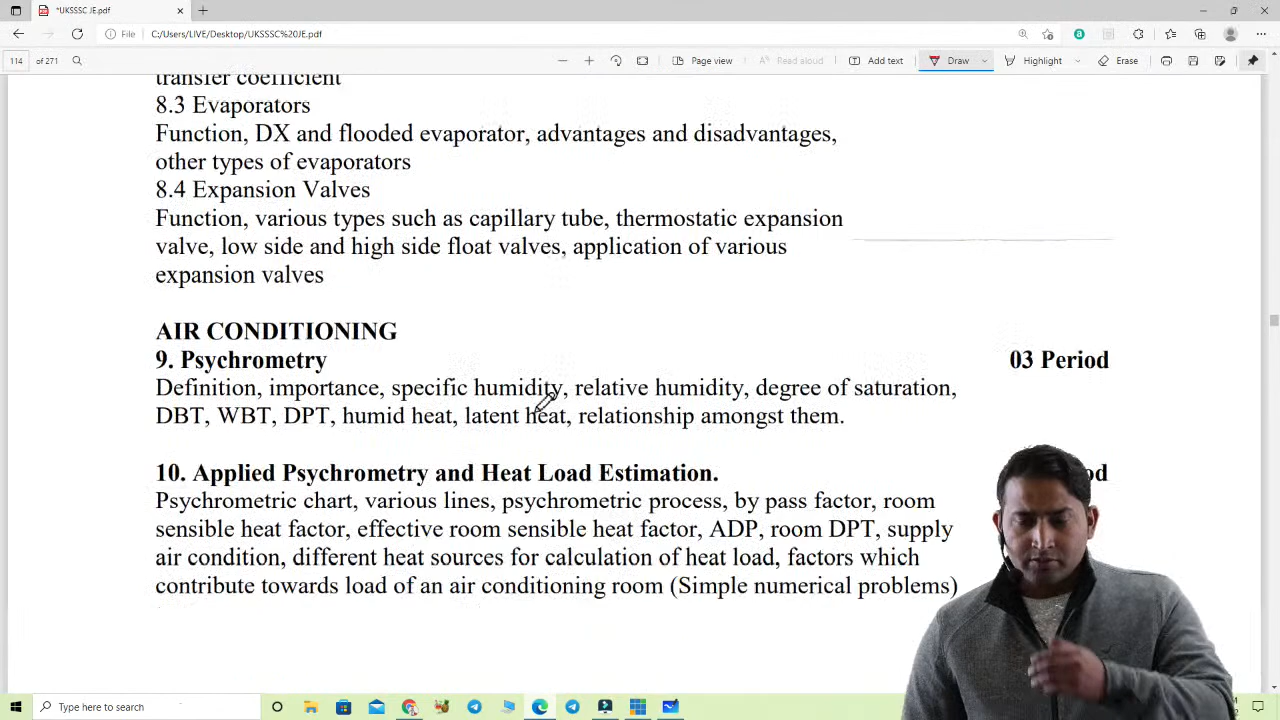 *UKSSSC JE.pdf
File
C:/Users/LIVE/Desktop/UKSSSC%20JE.pdf
114 of 271
Page view
Read aloud
Add text
Draw
Highlight
Erase
transfer coefficient
8.3 Evaporators
Function, DX and flooded evaporator, advantages and disadvantages,
other types of evaporators
8.4 Expansion Valves
Function, various types such as capillary tube, thermostatic expansion
valve, low side and high side float valves, application of various
expansion valves
AIR CONDITIONING
9. Psychrometry 03 Period
Definition, importance, specific humidity, relative humidity, degree of saturation,
DBT, WBT, DPT, humid heat, latent heat, relationship amongst them.
10. Applied Psychrometry and Heat Load Estimation.
Psychrometric chart, various lines, psychrometric process, by pass factor, room
sensible heat factor, effective room sensible heat factor, ADP, room DPT, supply
air condition, different heat sources for calculation of heat load, factors which
contribute towards load of an air conditioning room (Simple numerical problems)
Type here to search